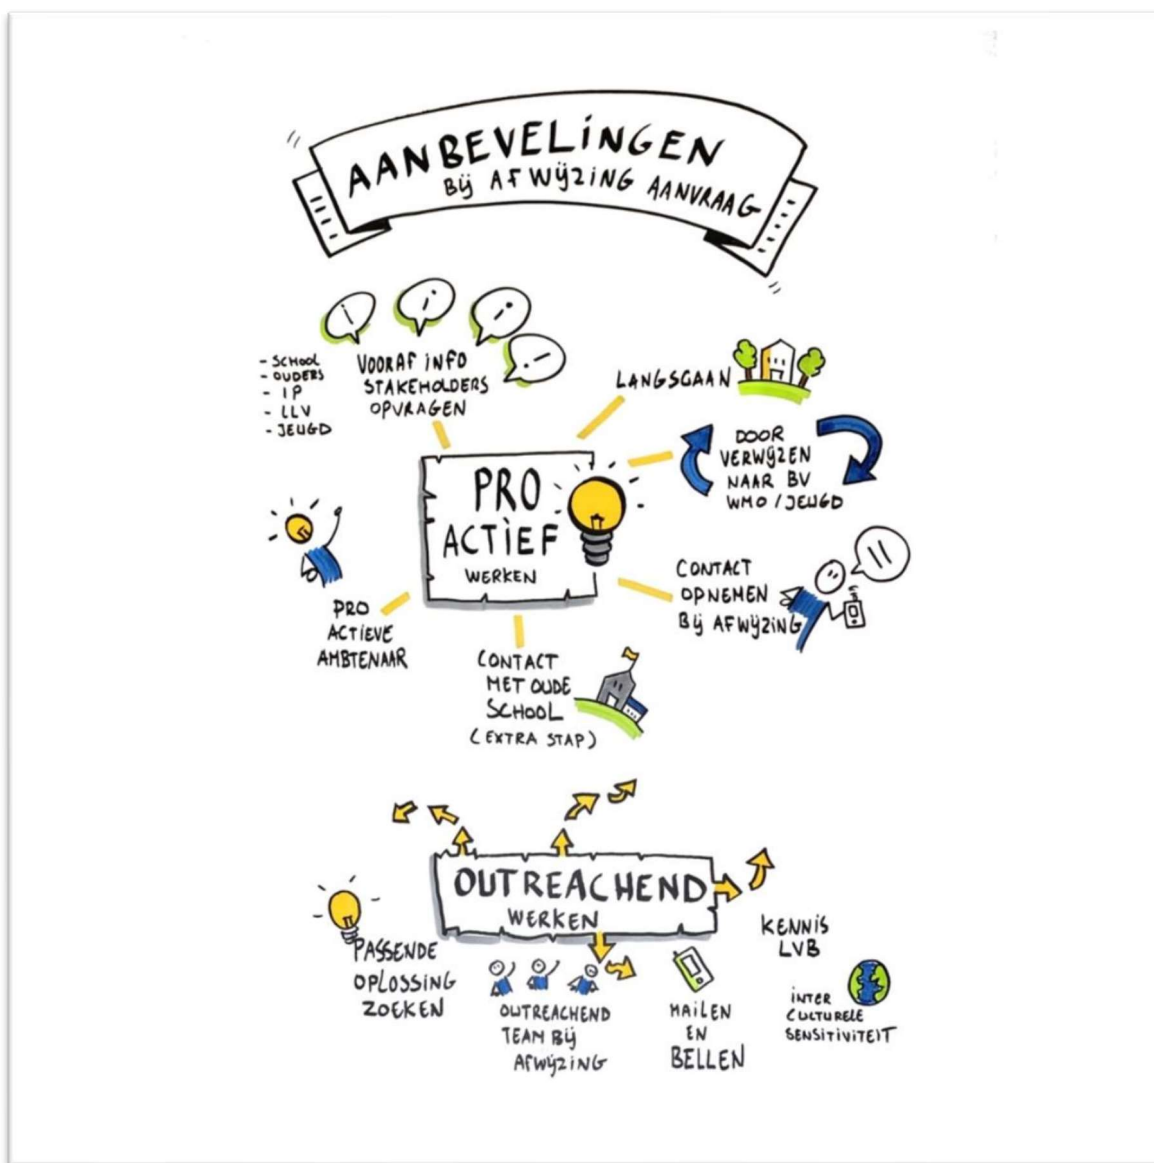 AANBEVELINGEN
BIJ AFWIJZING AANVRAAG
- SCHOOL
- OUDERS
- IP
- LLV
- JEUGD
VOORAF INFO
STAKEHOLDERS
OPVRAGEN
LANGSGAAN
DOOR
VERWIJZEN
NAAR BV
WMO / JEUGD
PRO
ACTIEF
WERKEN
CONTACT
OPNEMEN
BIJ AFWIJZING
PRO
ACTIEVE
AMBTENAAR
CONTACT
MET OUDE
SCHOOL
(EXTRA STAP)
OUTREACHEND
WERKEN
PASSENDE
OPLOSSING
ZOEKEN
OUTREACHEND
TEAM BIJ
AFWIJZING
MAILEN
EN
BELLEN
KENNIS
LVB
INTER
CULTURELE
SENSITIVITEIT